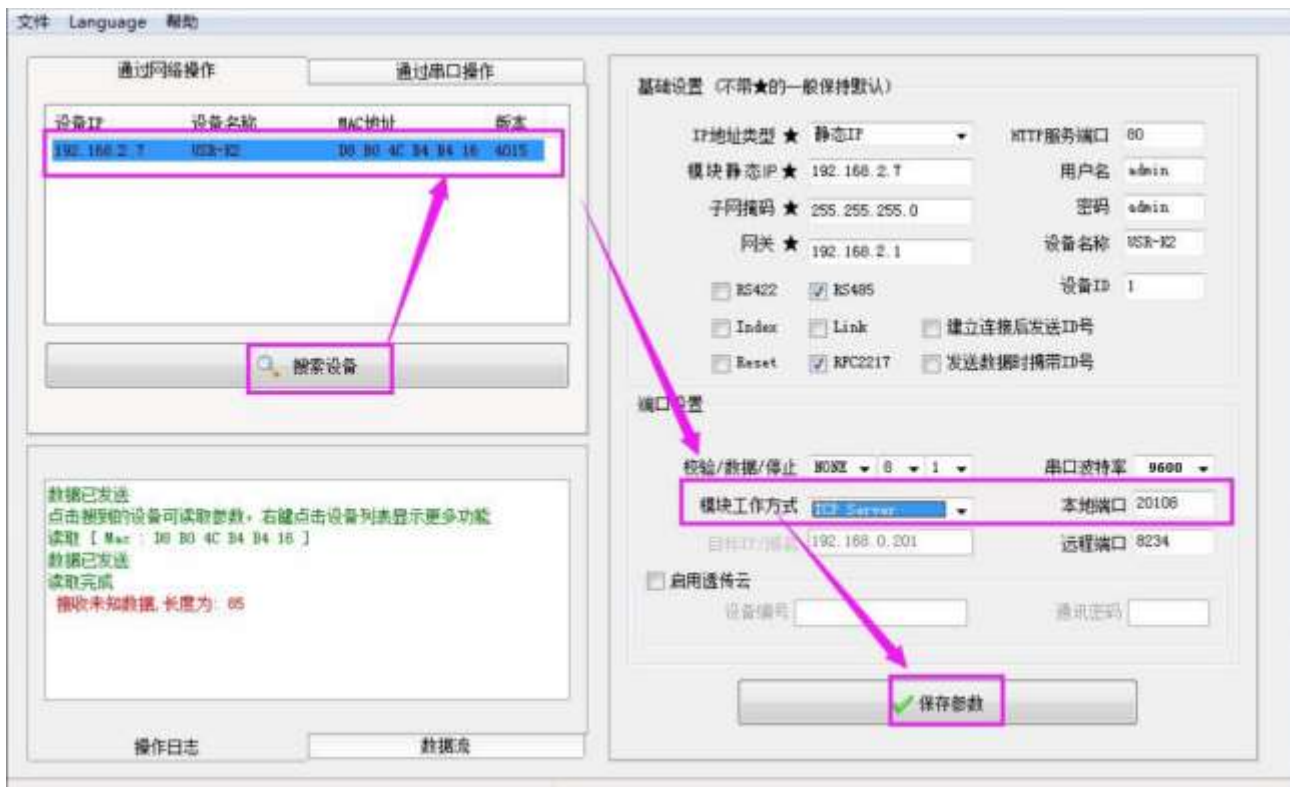 文件 Language 帮助
通过网络操作 通过串口操作
设备IP 设备名称 MAC地址 版本
192.168.2.7 USR-K2 D8 B0 4C B4 B4 16 4015
搜索设备
数据已发送
点击搜到的设备可读取参数，右键点击设备列表显示更多功能
读取 [ Mac : D8 B0 4C B4 B4 16 ]
数据已发送
读取完成
接收未知数据,长度为: 85
操作日志 数据流
基础设置（不带★的一般保持默认）
IP地址类型 ★ 静态IP HTTP服务端口 80
模块静态IP ★ 192.168.2.7 用户名 admin
子网掩码 ★ 255.255.255.0 密码 admin
网关 ★ 192.168.2.1 设备名称 USR-K2
RS422 RS485 设备ID 1
Index Link 建立连接后发送ID号
Reset RFC2217 发送数据时携带ID号
端口设置
校验/数据/停止 NONE 8 1 串口波特率 9600
模块工作方式 TCP Server 本地端口 20108
192.168.0.201 远程端口 8234
启用透传云
设备编号 通讯密码
保存参数